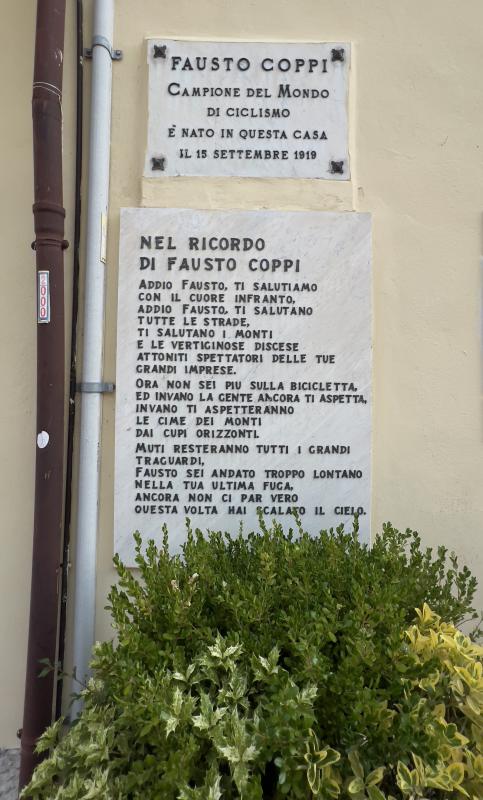 FAUSTO COPPI
CAMPIONE DEL MONDO
DI CICLISMO
È NATO IN QUESTA CASA
IL 15 SETTEMBRE 1919
NEL RICORDO
DI FAUSTO COPPI
ADDIO FAUSTO, TI SALUTIAMO
CON IL CUORE INFRANTO,
ADDIO FAUSTO, TI SALUTANO
TUTTE LE STRADE,
TI SALUTANO I MONTI
E LE VERTIGINOSE DISCESE
ATTONITI SPETTATORI DELLE TUE
GRANDI IMPRESE.
ORA NON SEI PIU SULLA BICICLETTA,
ED INVANO LA GENTE ANCORA TI ASPETTA,
INVANO TI ASPETTERANNO
LE CIME DEI MONTI
DAI CUPI ORIZZONTI.
MUTI RESTERANNO TUTTI I GRANDI
TRAGUARDI,
FAUSTO SEI ANDATO TROPPO LONTANO
NELLA TUA ULTIMA FUGA,
ANCORA NON CI PAR VERO
QUESTA VOLTA HAI SCALATO IL CIELO.